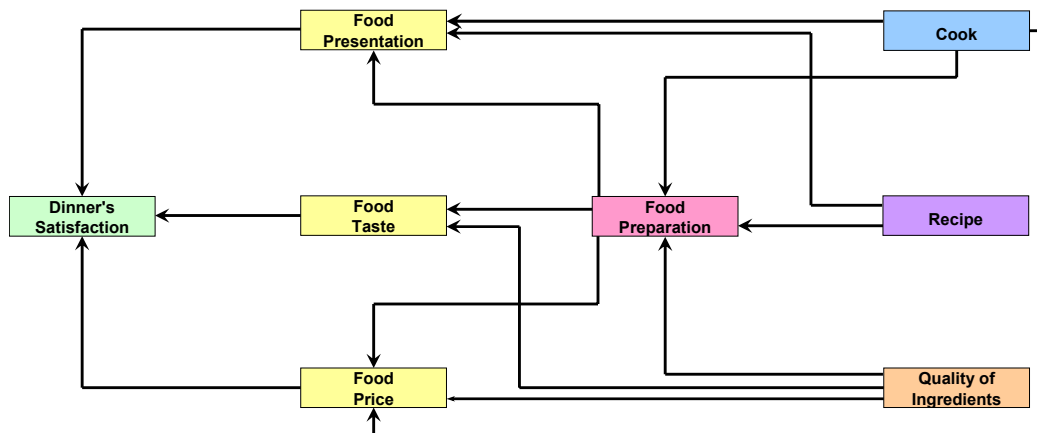 Food
Presentation
Cook
Dinner's
Satisfaction
Food
Taste
Food
Preparation
Recipe
Food
Price
Quality of
Ingredients